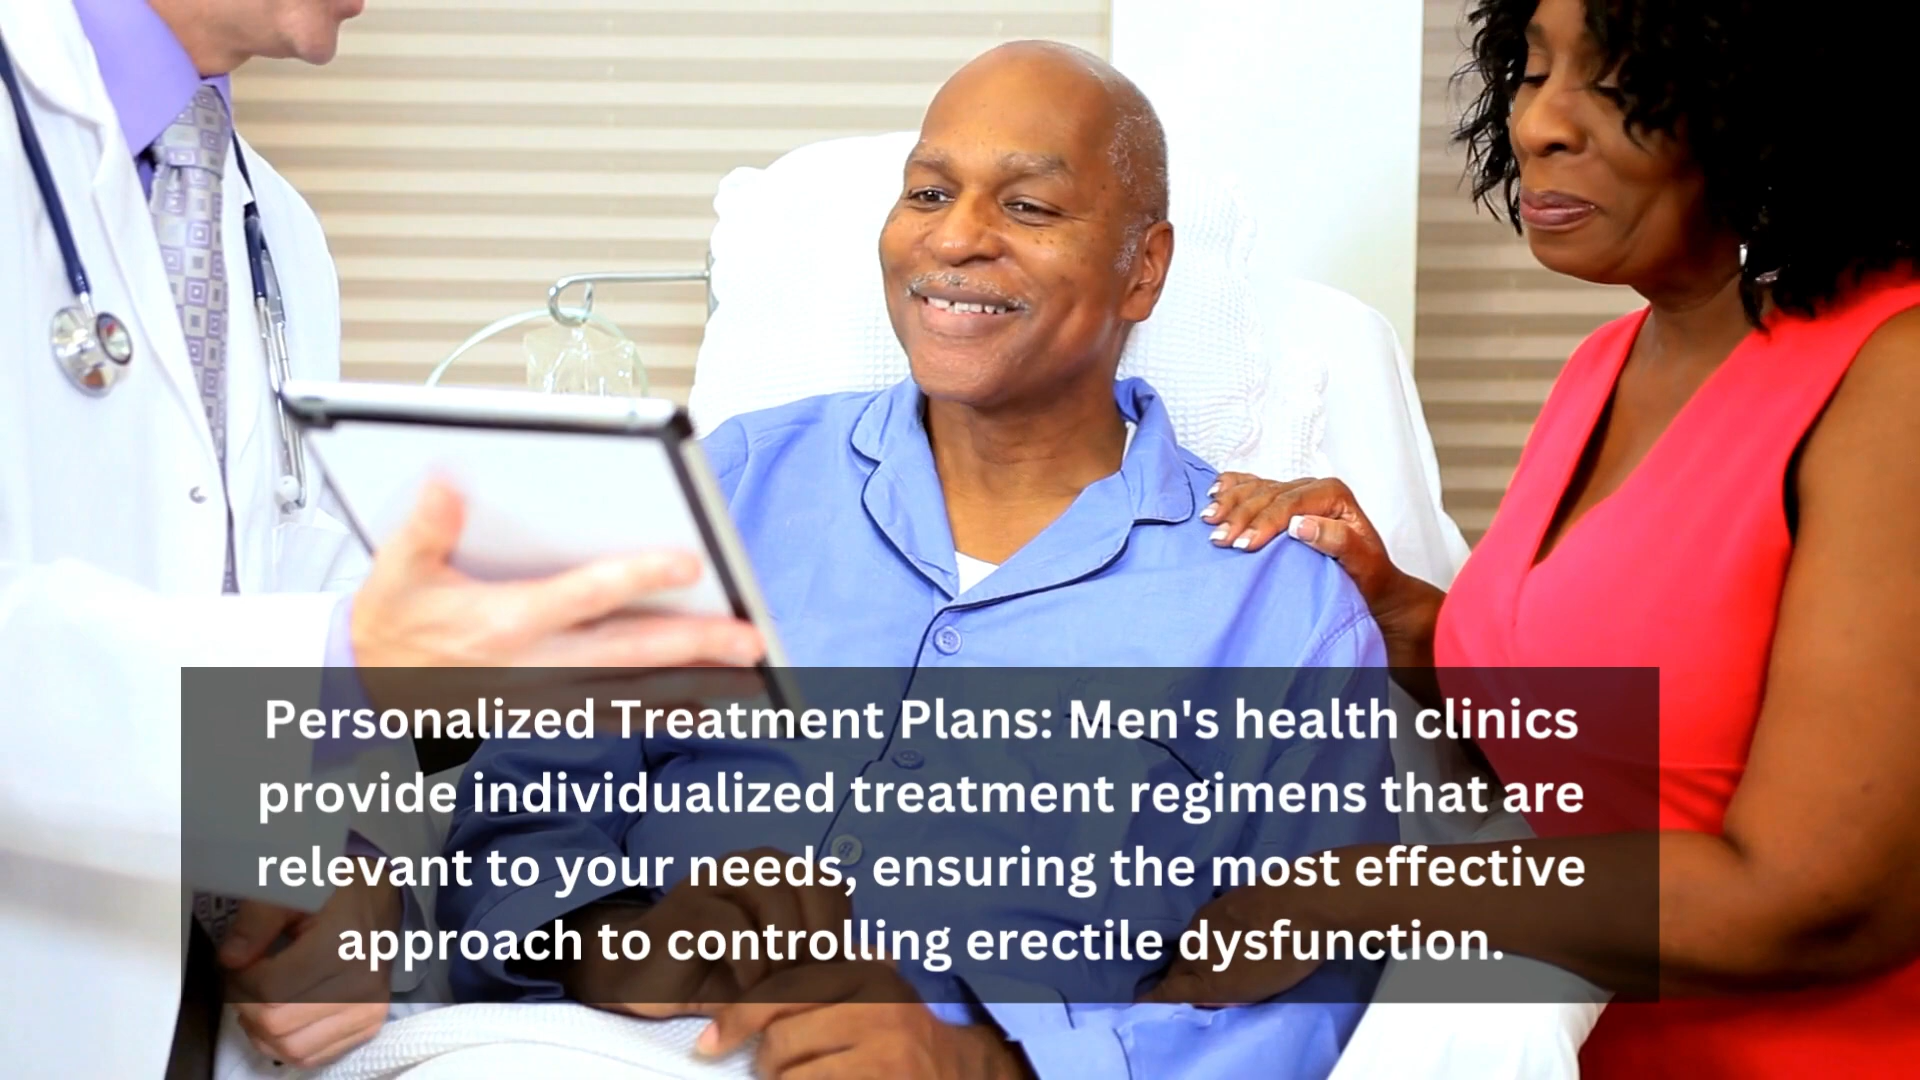 Personalized Treatment Plans: Men's health clinics
provide individualized treatment regimens that are
relevant to your needs, ensuring the most effective
approach to controlling erectile dysfunction.